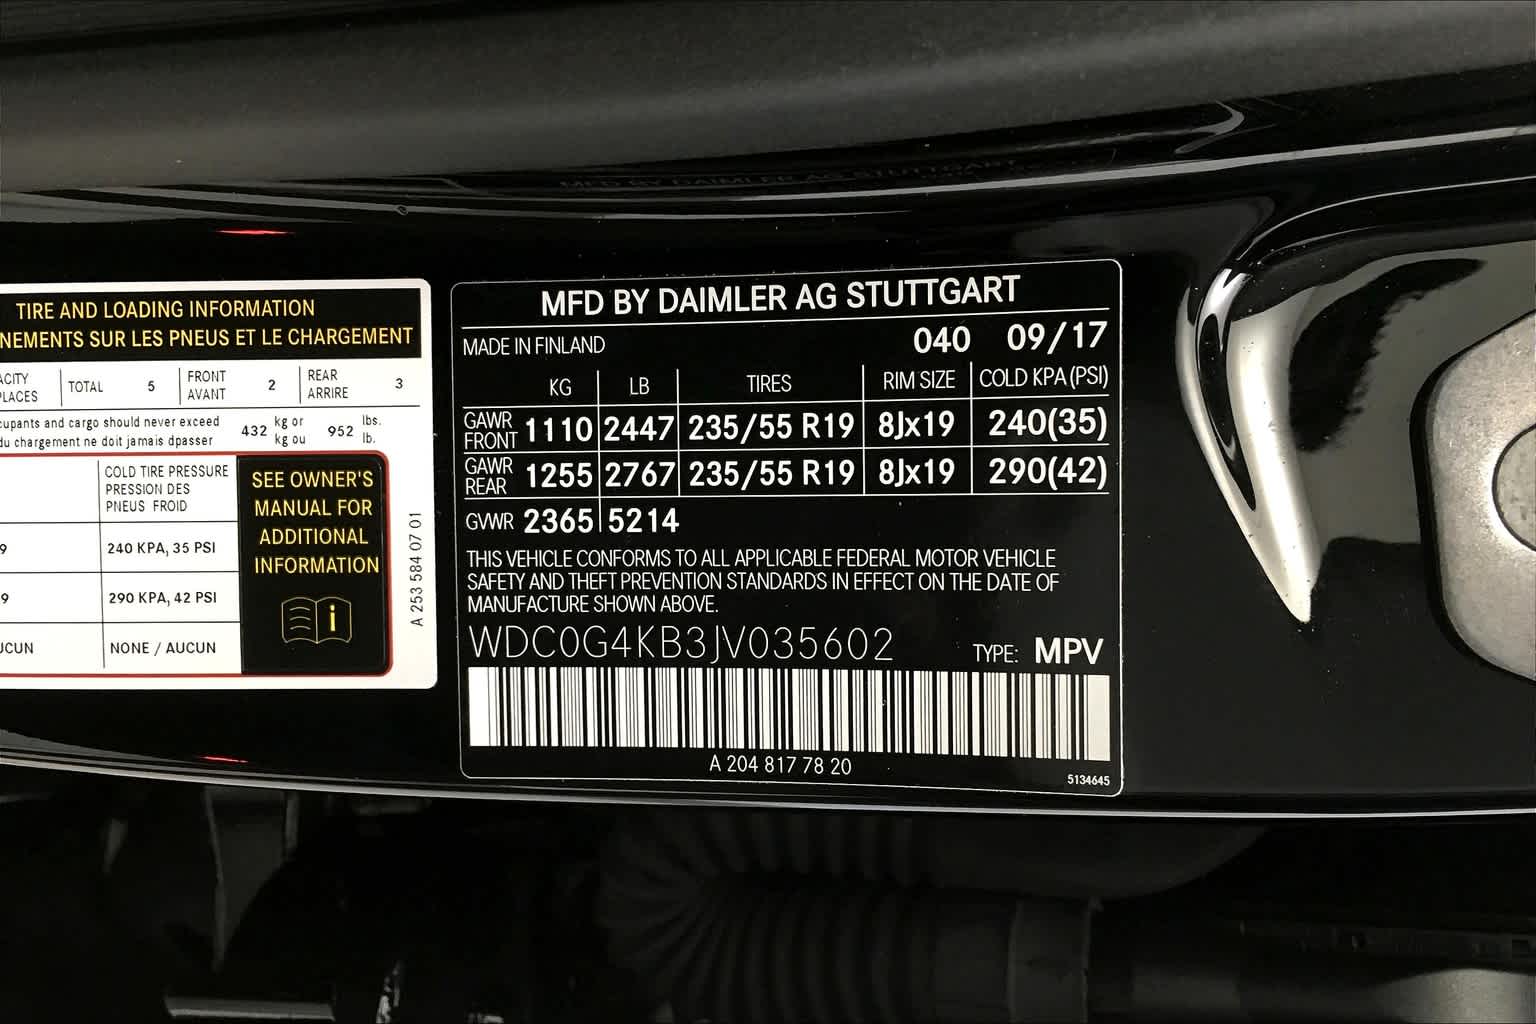 TIRE AND LOADING INFORMATION
NEMENTS SUR LES PNEUS ET LE CHARGEMENT
ACITY
PLACES
TOTAL 5
FRONT
AVANT
2
REAR
ARRIRE
3
cupants and cargo should never exceed
du chargement ne doit jamais dpasser
432
kg or
kg ou
952
lbs.
lb.
COLD TIRE PRESSURE
PRESSION DES
PNEUS FROID
9
240 KPA, 35 PSI
9
290 KPA, 42 PSI
UCUN
NONE / AUCUN
SEE OWNER'S
MANUAL FOR
ADDITIONAL
INFORMATION
i
A 253 584 07 01
MFD BY DAIMLER AG STUTTGART
MADE IN FINLAND 040 09/17
KG LB TIRES RIM SIZE COLD KPA (PSI)
GAWR
FRONT
1110 2447 235/55 R19 8Jx19 240(35)
GAWR
REAR
1255 2767 235/55 R19 8Jx19 290(42)
GVWR 2365 5214
THIS VEHICLE CONFORMS TO ALL APPLICABLE FEDERAL MOTOR VEHICLE
SAFETY AND THEFT PREVENTION STANDARDS IN EFFECT ON THE DATE OF
MANUFACTURE SHOWN ABOVE.
WDC0G4KB3JV035602 TYPE: MPV
A 204 817 78 20
5134645